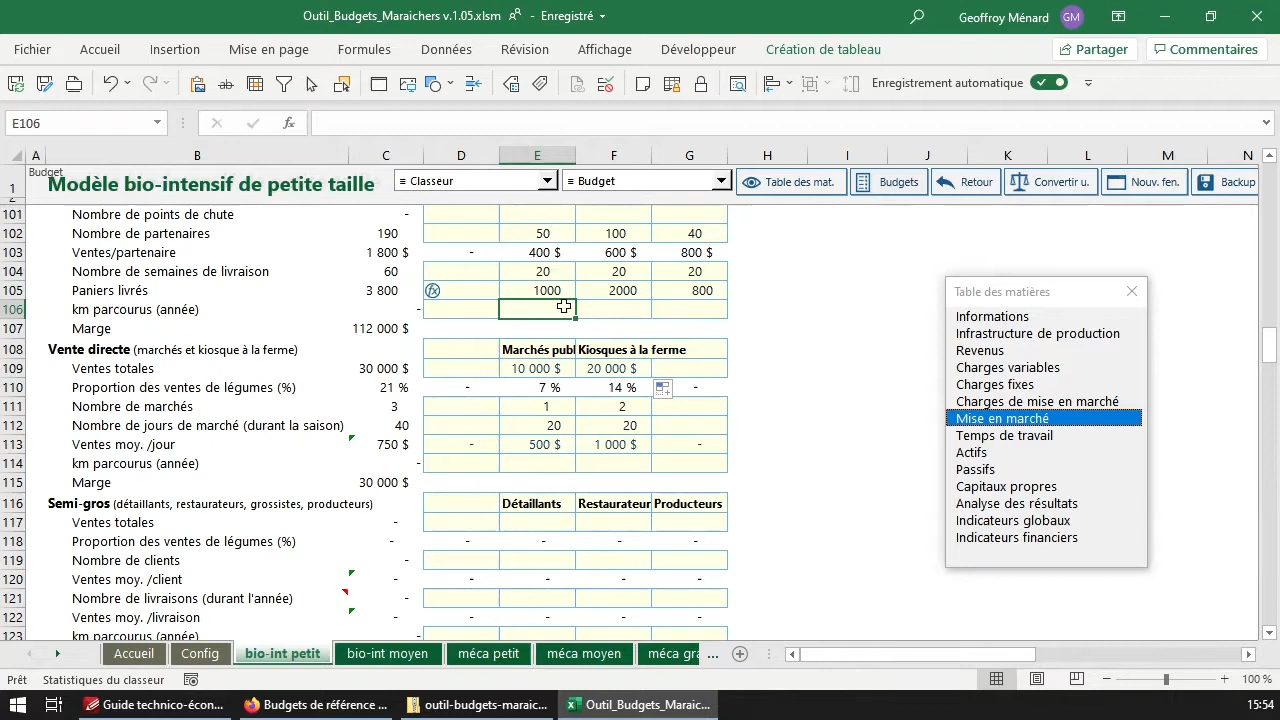 Outil_Budgets_Maraichers v.1.05.xlsm - Enregistré
Geoffroy Ménard GM
Fichier Accueil Insertion Mise en page Formules Données Révision Affichage Développeur Création de tableau Partager Commentaires
Enregistrement automatique
E106
A B C D E F G H I J K L M N
1 Budget Modèle bio-intensif de petite taille ≡ Classeur ≡ Budget Table des mat. Budgets Retour Convertir u. Nouv. fen. Backup
2
101 Nombre de points de chute -
102 Nombre de partenaires 190 50 100 40
103 Ventes/partenaire 1 800 $ - 400 $ 600 $ 800 $
104 Nombre de semaines de livraison 60 20 20 20
105 Paniers livrés 3 800 fx 1000 2000 800
106 km parcourus (année) -
107 Marge 112 000 $
108 Vente directe (marchés et kiosque à la ferme) Marchés publ Kiosques à la ferme
109 Ventes totales 30 000 $ 10 000 $ 20 000 $
110 Proportion des ventes de légumes (%) 21 % - 7 % 14 % -
111 Nombre de marchés 3 1 2
112 Nombre de jours de marché (durant la saison) 40 20 20
113 Ventes moy. /jour 750 $ - 500 $ 1 000 $ -
114 km parcourus (année) -
115 Marge 30 000 $
116 Semi-gros (détaillants, restaurateurs, grossistes, producteurs) Détaillants Restaurateur Producteurs
117 Ventes totales -
118 Proportion des ventes de légumes (%) - - - - -
119 Nombre de clients -
120 Ventes moy. /client - - - - -
121 Nombre de livraisons (durant l'année) -
122 Ventes moy. /livraison - - - - -
123 km parcourus (année) -
Table des matières
Informations
Infrastructure de production
Revenus
Charges variables
Charges fixes
Charges de mise en marché
Mise en marché
Temps de travail
Actifs
Passifs
Capitaux propres
Analyse des résultats
Indicateurs globaux
Indicateurs financiers
Accueil Config bio-int petit bio-int moyen méca petit méca moyen méca gra ...
Prêt Statistiques du classeur 100 %
Guide technico-écon... Budgets de référence ... outil-budgets-maraic... Outil_Budgets_Maraic... 15:54